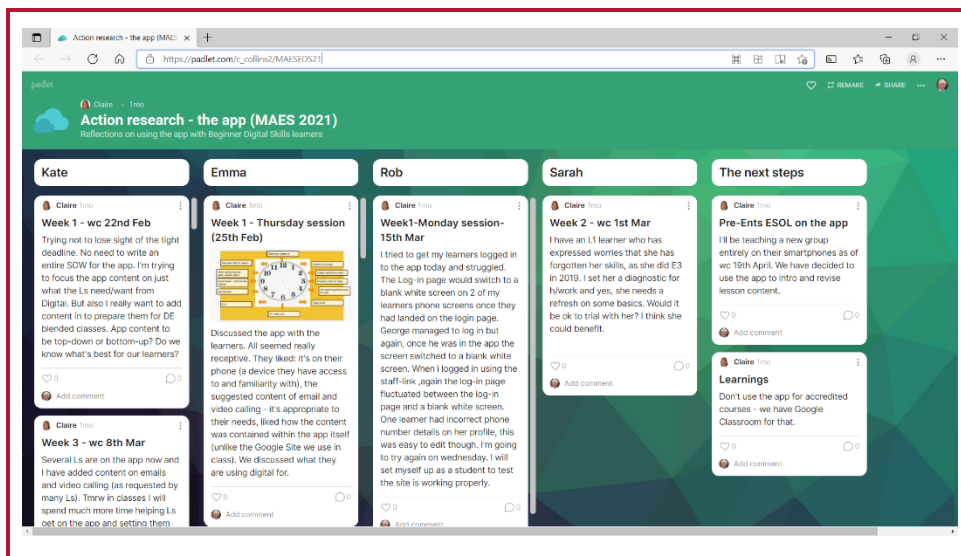 Action research - the app (MAES
https://padlet.com/c_collins2/MAESEDS21
padlet
REMAKE
SHARE
Claire • 1mo
Action research - the app (MAES 2021)
Reflections on using the app with Beginner Digital Skills learners
Kate
Claire 1mo
Week 1 - wc 22nd Feb
Trying not to lose sight of the tight
deadline. No need to write an
entire SOW for the app. I'm trying
to focus the app content on just
what the Ls need/want from
Digital. But also I really want to add
content in to prepare them for DE
blended classes. App content to
be top-down or bottom-up? Do we
know what's best for our learners?
0
0
Add comment
Claire 1mo
Week 3 - wc 8th Mar
Several Ls are on the app now and
I have added content on emails
and video calling (as requested by
many Ls). Tmrw in classes I will
spend much more time helping Ls
get on the app and setting them
Emma
Claire 1mo
Week 1 - Thursday session
(25th Feb)
12
1
2
3
4
5
6
7
8
9
10
11
Discussed the app with the
learners. All seemed really
receptive. They liked: it's on their
phone (a device they have access
to and familiarity with), the
suggested content of email and
video calling - it's appropriate to
their needs, liked how the content
was contained within the app itself
(unlike the Google Site we use in
class). We discussed what they
are using digital for.
0
0
Add comment
Rob
Claire 1mo
Week1-Monday session-
15th Mar
I tried to get my learners logged in
to the app today and struggled.
The Log-in page would switch to a
blank white screen on 2 of my
learners phone screens once they
had landed on the login page.
George managed to log in but
again, once he was in the app the
screen switched to a blank white
screen. When i logged in using the
staff-link ,again the log-in page
fluctuated between the log-in
page and a blank white screen.
One learner had incorrect phone
number details on her profile, this
was easy to edit though. I'm going
to try again on wednesday. I will
set myself up as a student to test
the site is working properly.
0
0
Add comment
Sarah
Claire 1mo
Week 2 - wc 1st Mar
I have an L1 learner who has
expressed worries that she has
forgotten her skills, as she did E3
in 2019. I set her a diagnostic for
h/work and yes, she needs a
refresh on some basics. Would it
be ok to trial with her? I think she
could benefit.
0
0
Add comment
The next steps
Claire 1mo
Pre-Ents ESOL on the app
I'll be teaching a new group
entirely on their smartphones as of
wc 19th April. We have decided to
use the app to intro and revise
lesson content.
0
0
Add comment
Claire 1mo
Learnings
Don't use the app for accredited
courses - we have Google
Classroom for that.
0
0
Add comment